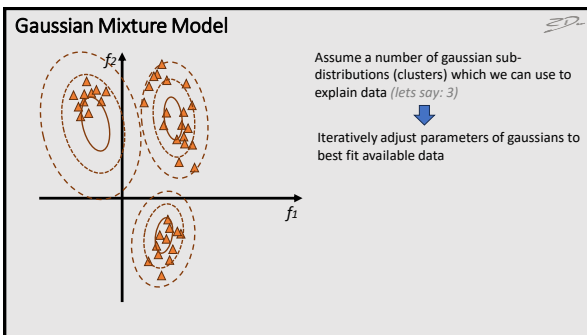 Gaussian Mixture Model
f2
f1
Assume a number of gaussian sub-
distributions (clusters) which we can use to
explain data (lets say: 3)
Iteratively adjust parameters of gaussians to
best fit available data